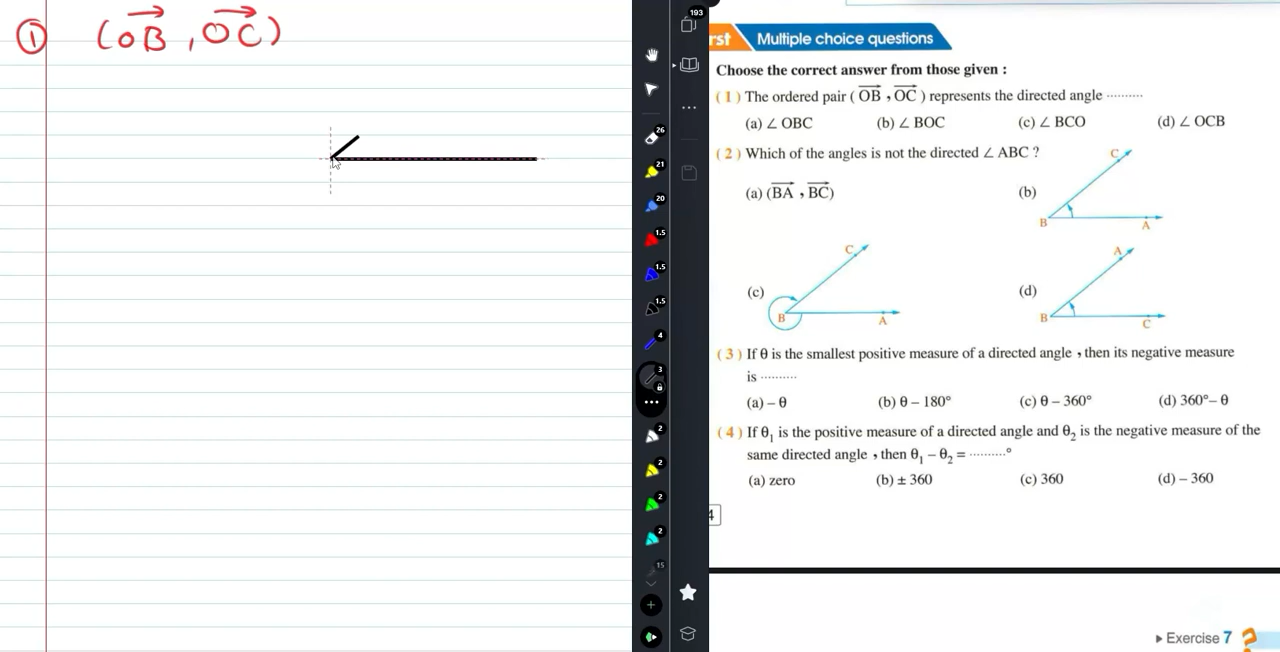 ① (OB , OC)
193
26
21
20
1.5
1.5
1.5
4
3
2
2
2
2
15
rst Multiple choice questions
Choose the correct answer from those given :
( 1 ) The ordered pair ( OB , OC ) represents the directed angle ··········
(a) ∠ OBC (b) ∠ BOC (c) ∠ BCO (d) ∠ OCB
( 2 ) Which of the angles is not the directed ∠ ABC ?
(a) (BA , BC) (b) C B A
(c) C B A (d) A B C
( 3 ) If θ is the smallest positive measure of a directed angle , then its negative measure
is ··········
(a) – θ (b) θ – 180° (c) θ – 360° (d) 360°– θ
( 4 ) If θ₁ is the positive measure of a directed angle and θ₂ is the negative measure of the
same directed angle , then θ₁ – θ₂ = ··········°
(a) zero (b) ± 360 (c) 360 (d) – 360
4
Exercise 7